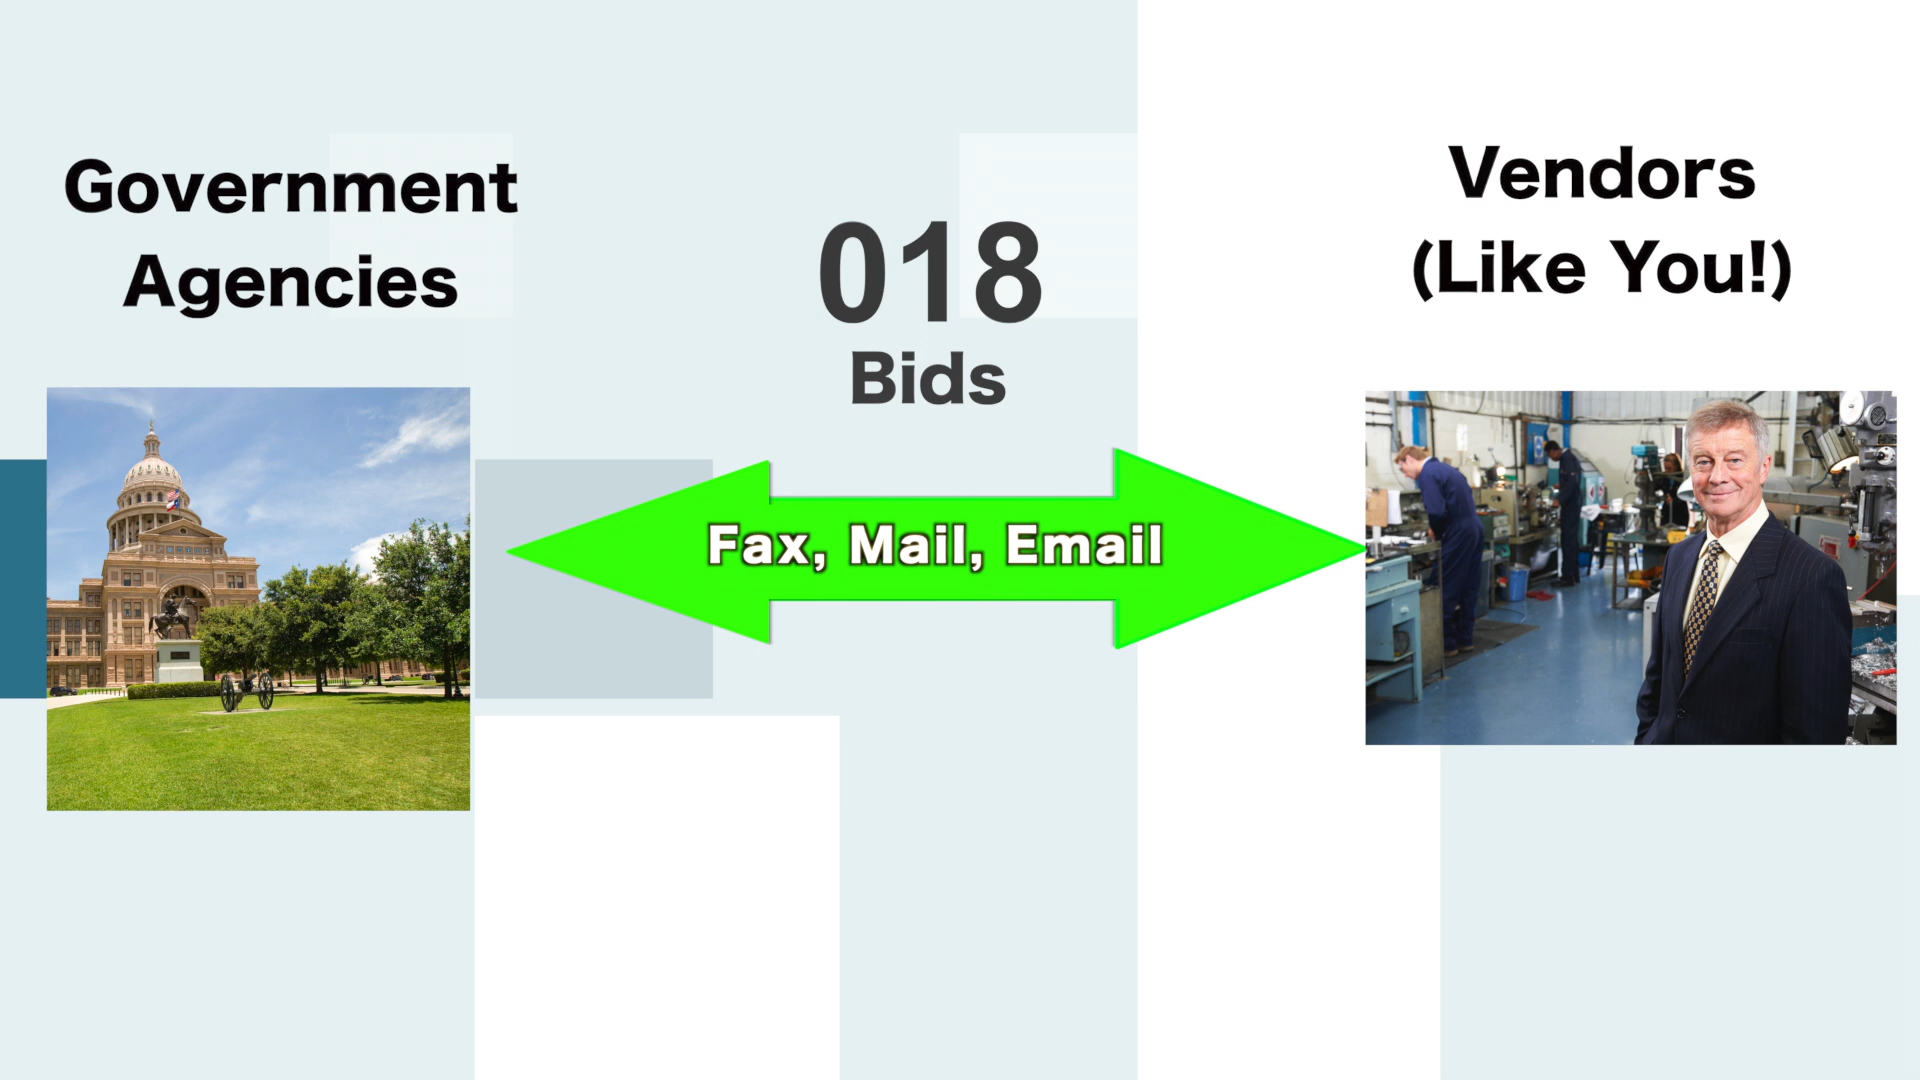 Government
Agencies
018
Bids
Vendors
(Like You!)
Fax, Mail, Email